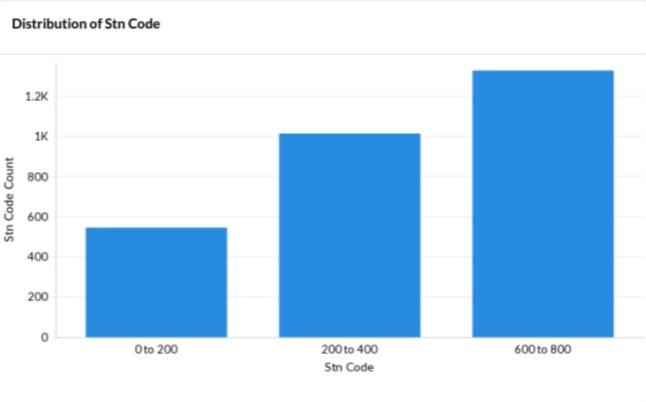 Distribution of Stn Code
Stn Code Count
1.2K
1K
800
600
400
200
0
0 to 200
200 to 400
600 to 800
Stn Code